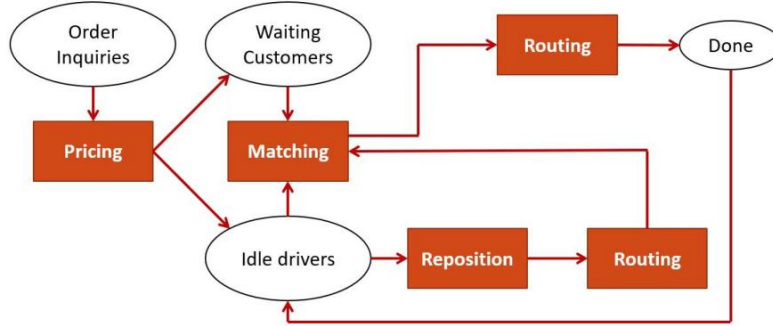 Order
Inquiries
Waiting
Customers
Routing
Done
Pricing
Matching
Idle drivers
Reposition
Routing